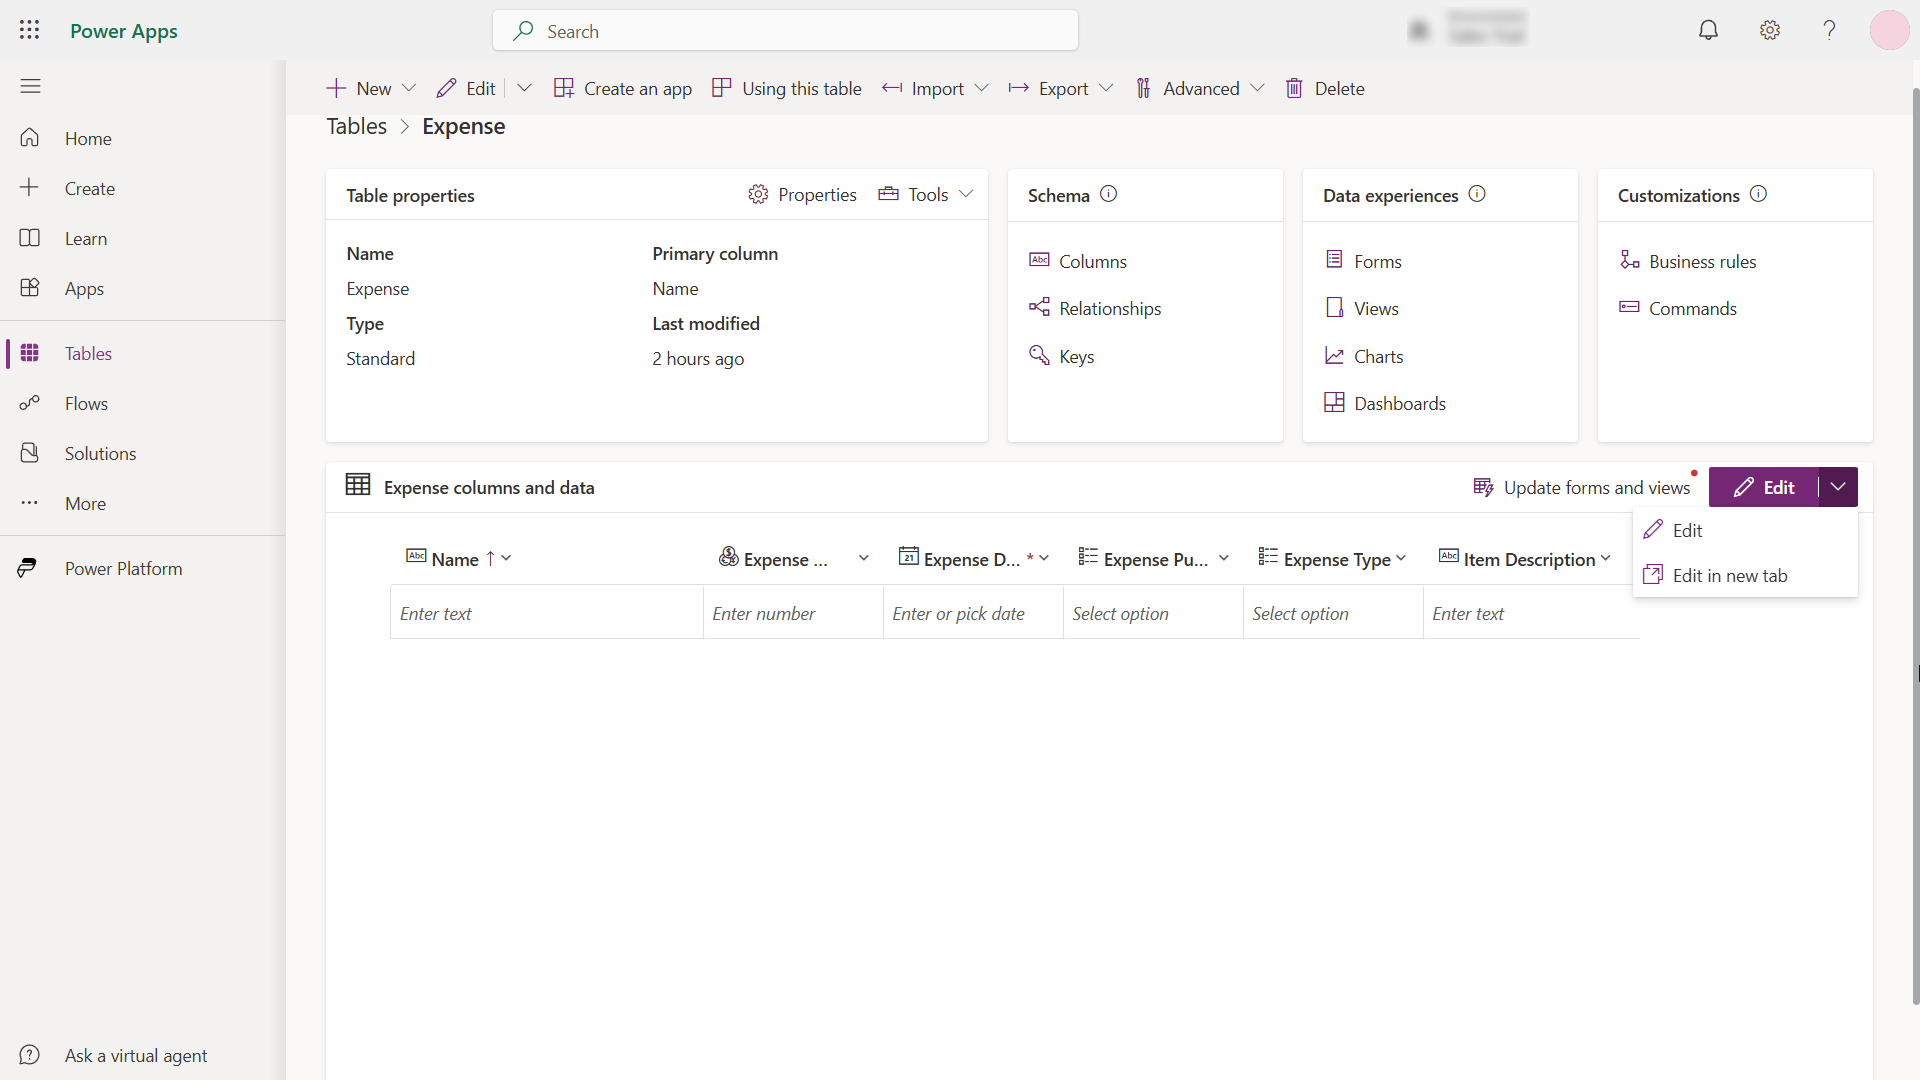 Power Apps
Search
Home
Create
Learn
Apps
Tables
Flows
Solutions
More
Power Platform
Ask a virtual agent
New Edit Create an app Using this table Import Export Advanced Delete
Tables > Expense
Table properties Properties Tools
Name Primary column
Expense Name
Type Last modified
Standard 2 hours ago
Schema
Columns
Relationships
Keys
Data experiences
Forms
Views
Charts
Dashboards
Customizations
Business rules
Commands
Expense columns and data Update forms and views Edit
Edit
Edit in new tab
Name ↑ Expense ... Expense D... * Expense Pu... Expense Type Item Description
Enter text Enter number Enter or pick date Select option Select option Enter text